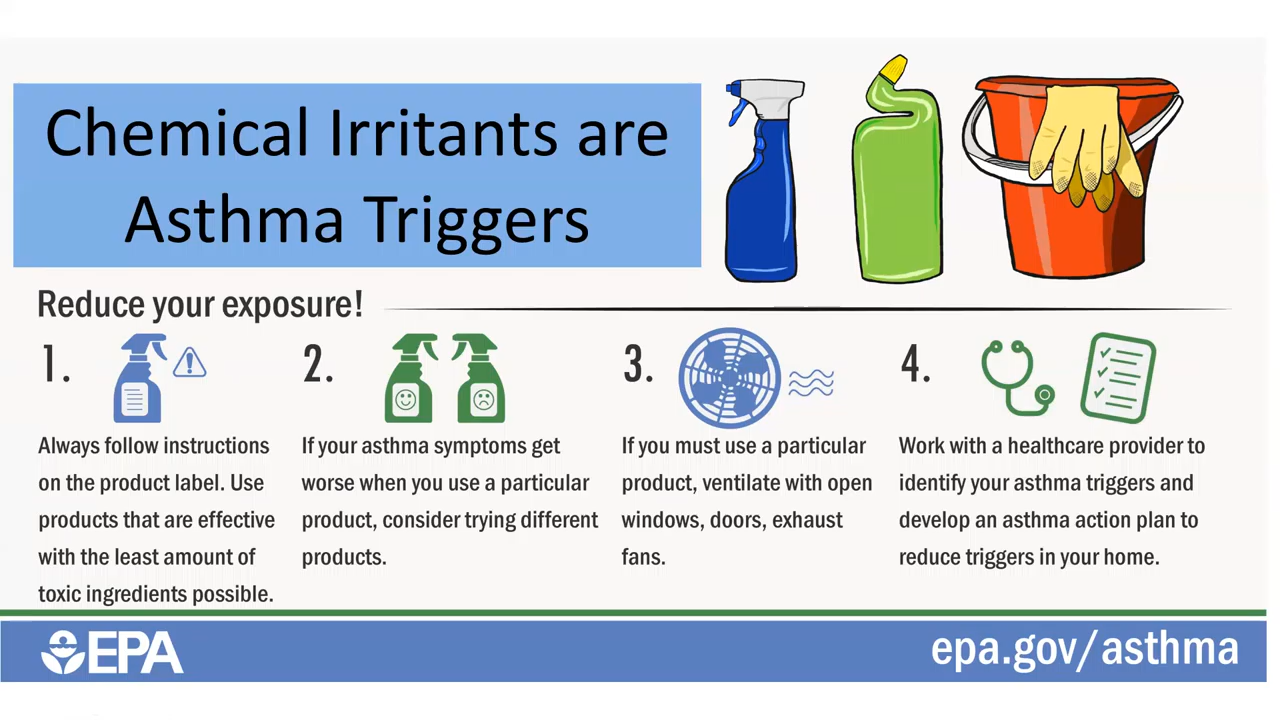 Chemical Irritants are
Asthma Triggers
Reduce your exposure!
1.
Always follow instructions
on the product label. Use
products that are effective
with the least amount of
toxic ingredients possible.
2.
If your asthma symptoms get
worse when you use a particular
product, consider trying different
products.
3.
If you must use a particular
product, ventilate with open
windows, doors, exhaust
fans.
4.
Work with a healthcare provider to
identify your asthma triggers and
develop an asthma action plan to
reduce triggers in your home.
EPA
epa.gov/asthma